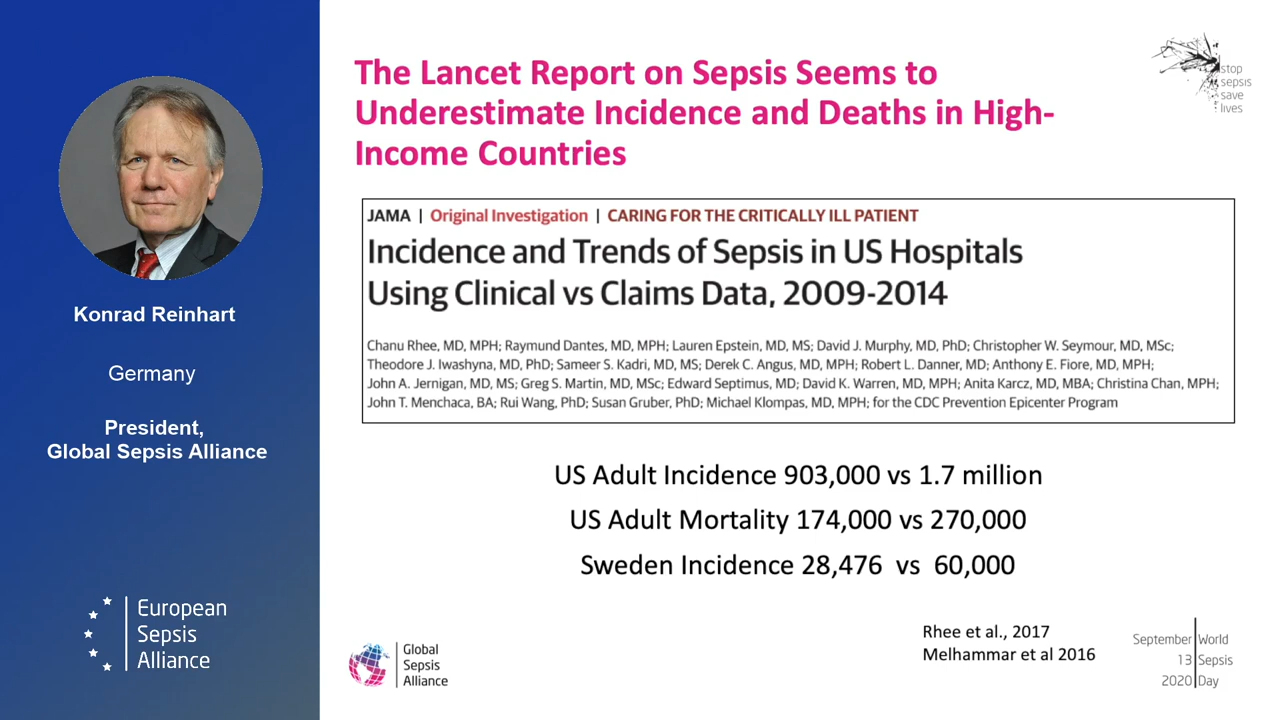 Konrad Reinhart
Germany
President,
Global Sepsis Alliance
European
Sepsis
Alliance
The Lancet Report on Sepsis Seems to
Underestimate Incidence and Deaths in High-
Income Countries
stop
sepsis
save
lives
JAMA | Original Investigation | CARING FOR THE CRITICALLY ILL PATIENT
Incidence and Trends of Sepsis in US Hospitals
Using Clinical vs Claims Data, 2009-2014
Chanu Rhee, MD, MPH; Raymund Dantes, MD, MPH; Lauren Epstein, MD, MS; David J. Murphy, MD, PhD; Christopher W. Seymour, MD, MSc;
Theodore J. Iwashyna, MD, PhD; Sameer S. Kadri, MD, MS; Derek C. Angus, MD, MPH; Robert L. Danner, MD; Anthony E. Fiore, MD, MPH;
John A. Jernigan, MD, MS; Greg S. Martin, MD, MSc; Edward Septimus, MD; David K. Warren, MD, MPH; Anita Karcz, MD, MBA; Christina Chan, MPH;
John T. Menchaca, BA; Rui Wang, PhD; Susan Gruber, PhD; Michael Klompas, MD, MPH; for the CDC Prevention Epicenter Program
US Adult Incidence 903,000 vs 1.7 million
US Adult Mortality 174,000 vs 270,000
Sweden Incidence 28,476 vs 60,000
Rhee et al., 2017
Melhammar et al 2016
Global
Sepsis
Alliance
September World
13 Sepsis
2020 Day